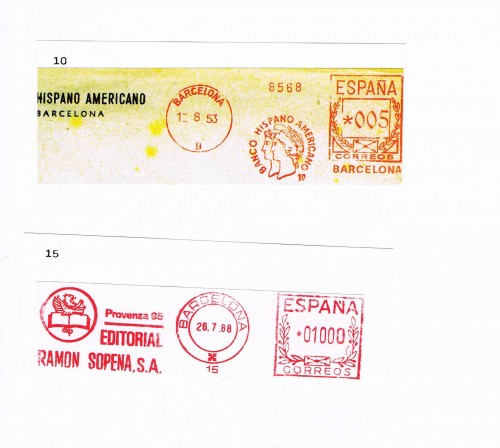 10
HISPANO AMERICANO
BARCELONA
BARCELONA
8 53
9
8568
BANCO HISPANO AMERICANO
10
ESPAÑA
*005
CORREOS
BARCELONA
15
Provenza 95
EDITORIAL
RAMON SOPENA, S.A.
BARCELONA
26.7.88
15
ESPAÑA
*01000
CORREOS